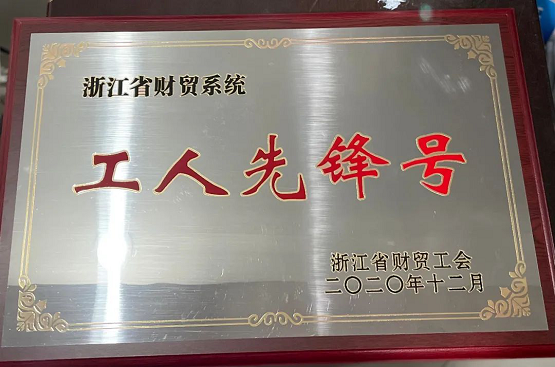 浙江省财贸系统
工人先锋号
浙江省财贸工会
二〇二〇年十二月